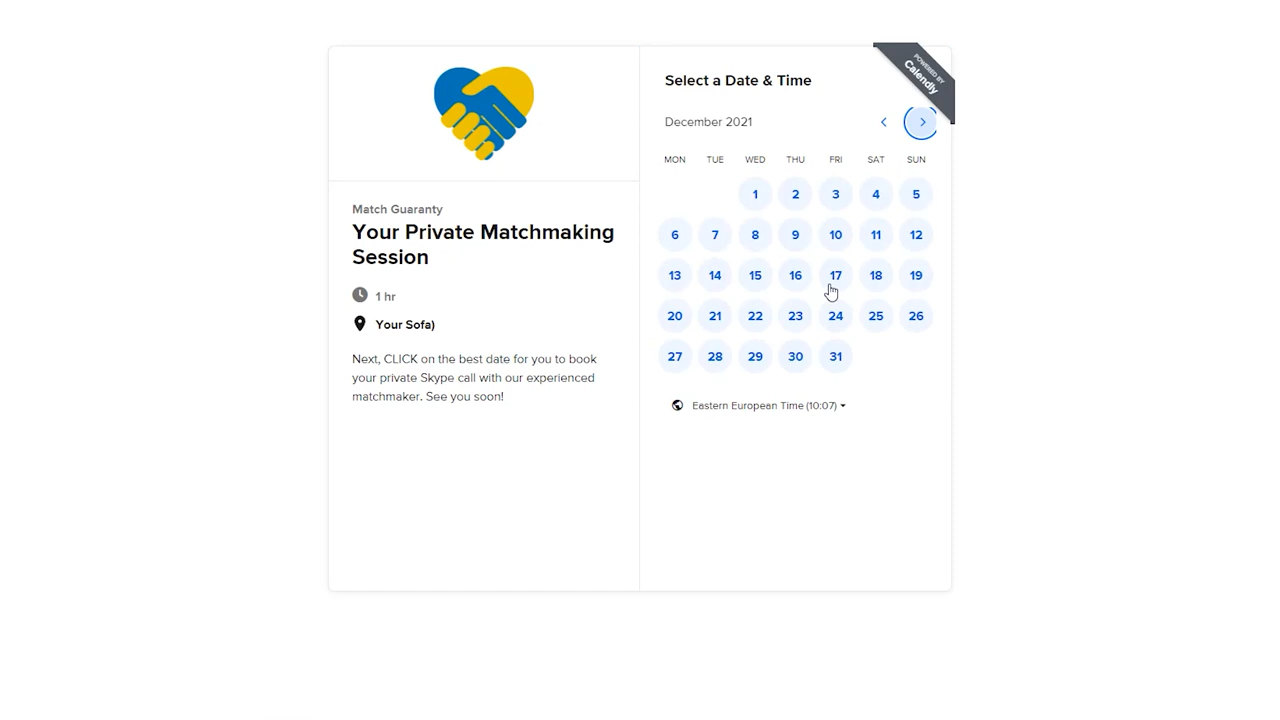 POWERED BY
Calendly
Match Guaranty
Your Private Matchmaking
Session
1 hr
Your Sofa)
Next, CLICK on the best date for you to book
your private Skype call with our experienced
matchmaker. See you soon!
Select a Date & Time
December 2021
MON TUE WED THU FRI SAT SUN
1 2 3 4 5
6 7 8 9 10 11 12
13 14 15 16 17 18 19
20 21 22 23 24 25 26
27 28 29 30 31
Eastern European Time (10:07)